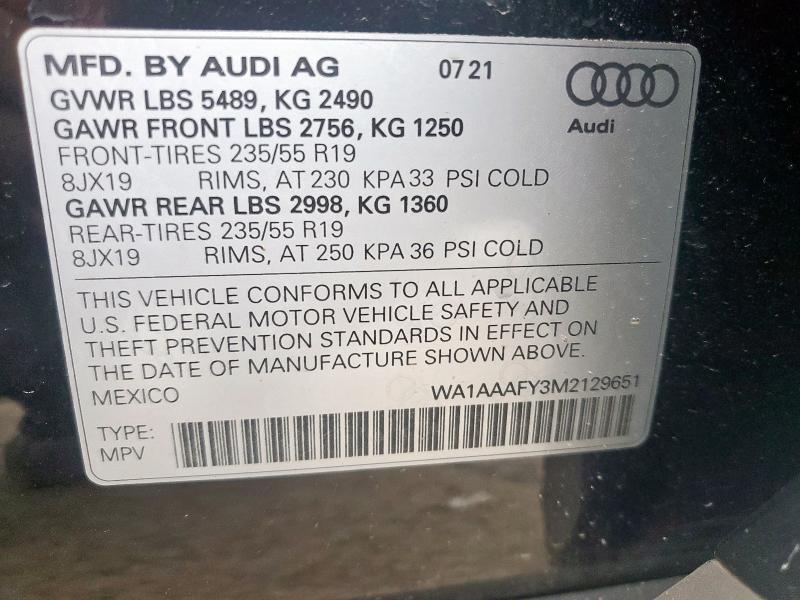 MFD. BY AUDI AG 07 21
GVWR LBS 5489, KG 2490
GAWR FRONT LBS 2756, KG 1250
Audi
FRONT-TIRES 235/55 R19
8JX19 RIMS, AT 230 KPA 33 PSI COLD
GAWR REAR LBS 2998, KG 1360
REAR-TIRES 235/55 R19
8JX19 RIMS, AT 250 KPA 36 PSI COLD
THIS VEHICLE CONFORMS TO ALL APPLICABLE
U.S. FEDERAL MOTOR VEHICLE SAFETY AND
THEFT PREVENTION STANDARDS IN EFFECT ON
THE DATE OF MANUFACTURE SHOWN ABOVE.
MEXICO WA1AAAFY3M2129651
TYPE:
MPV